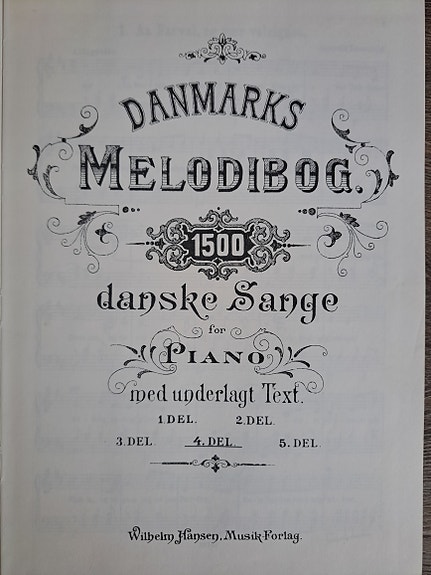 DANMARKS
MELODIBOG.
1500
danske Sange
for
PIANO
med underlagt Text.
1. DEL. 2. DEL.
3. DEL. 4. DEL. 5. DEL.
Wilhelm Hansen, Musik-Forlag.